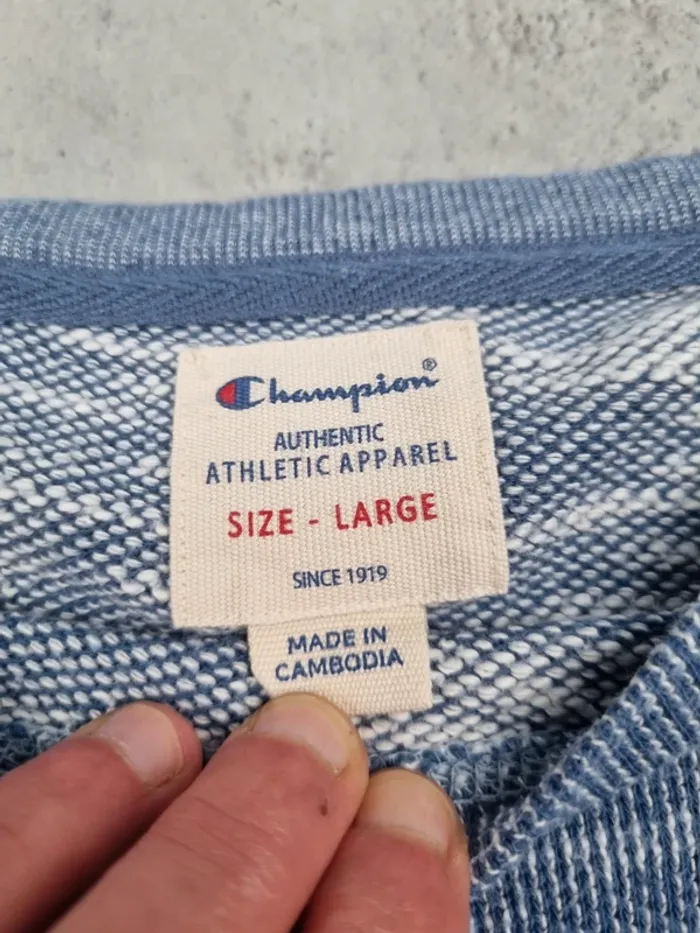 Champion®
AUTHENTIC
ATHLETIC APPAREL
SIZE - LARGE
SINCE 1919
MADE IN
CAMBODIA